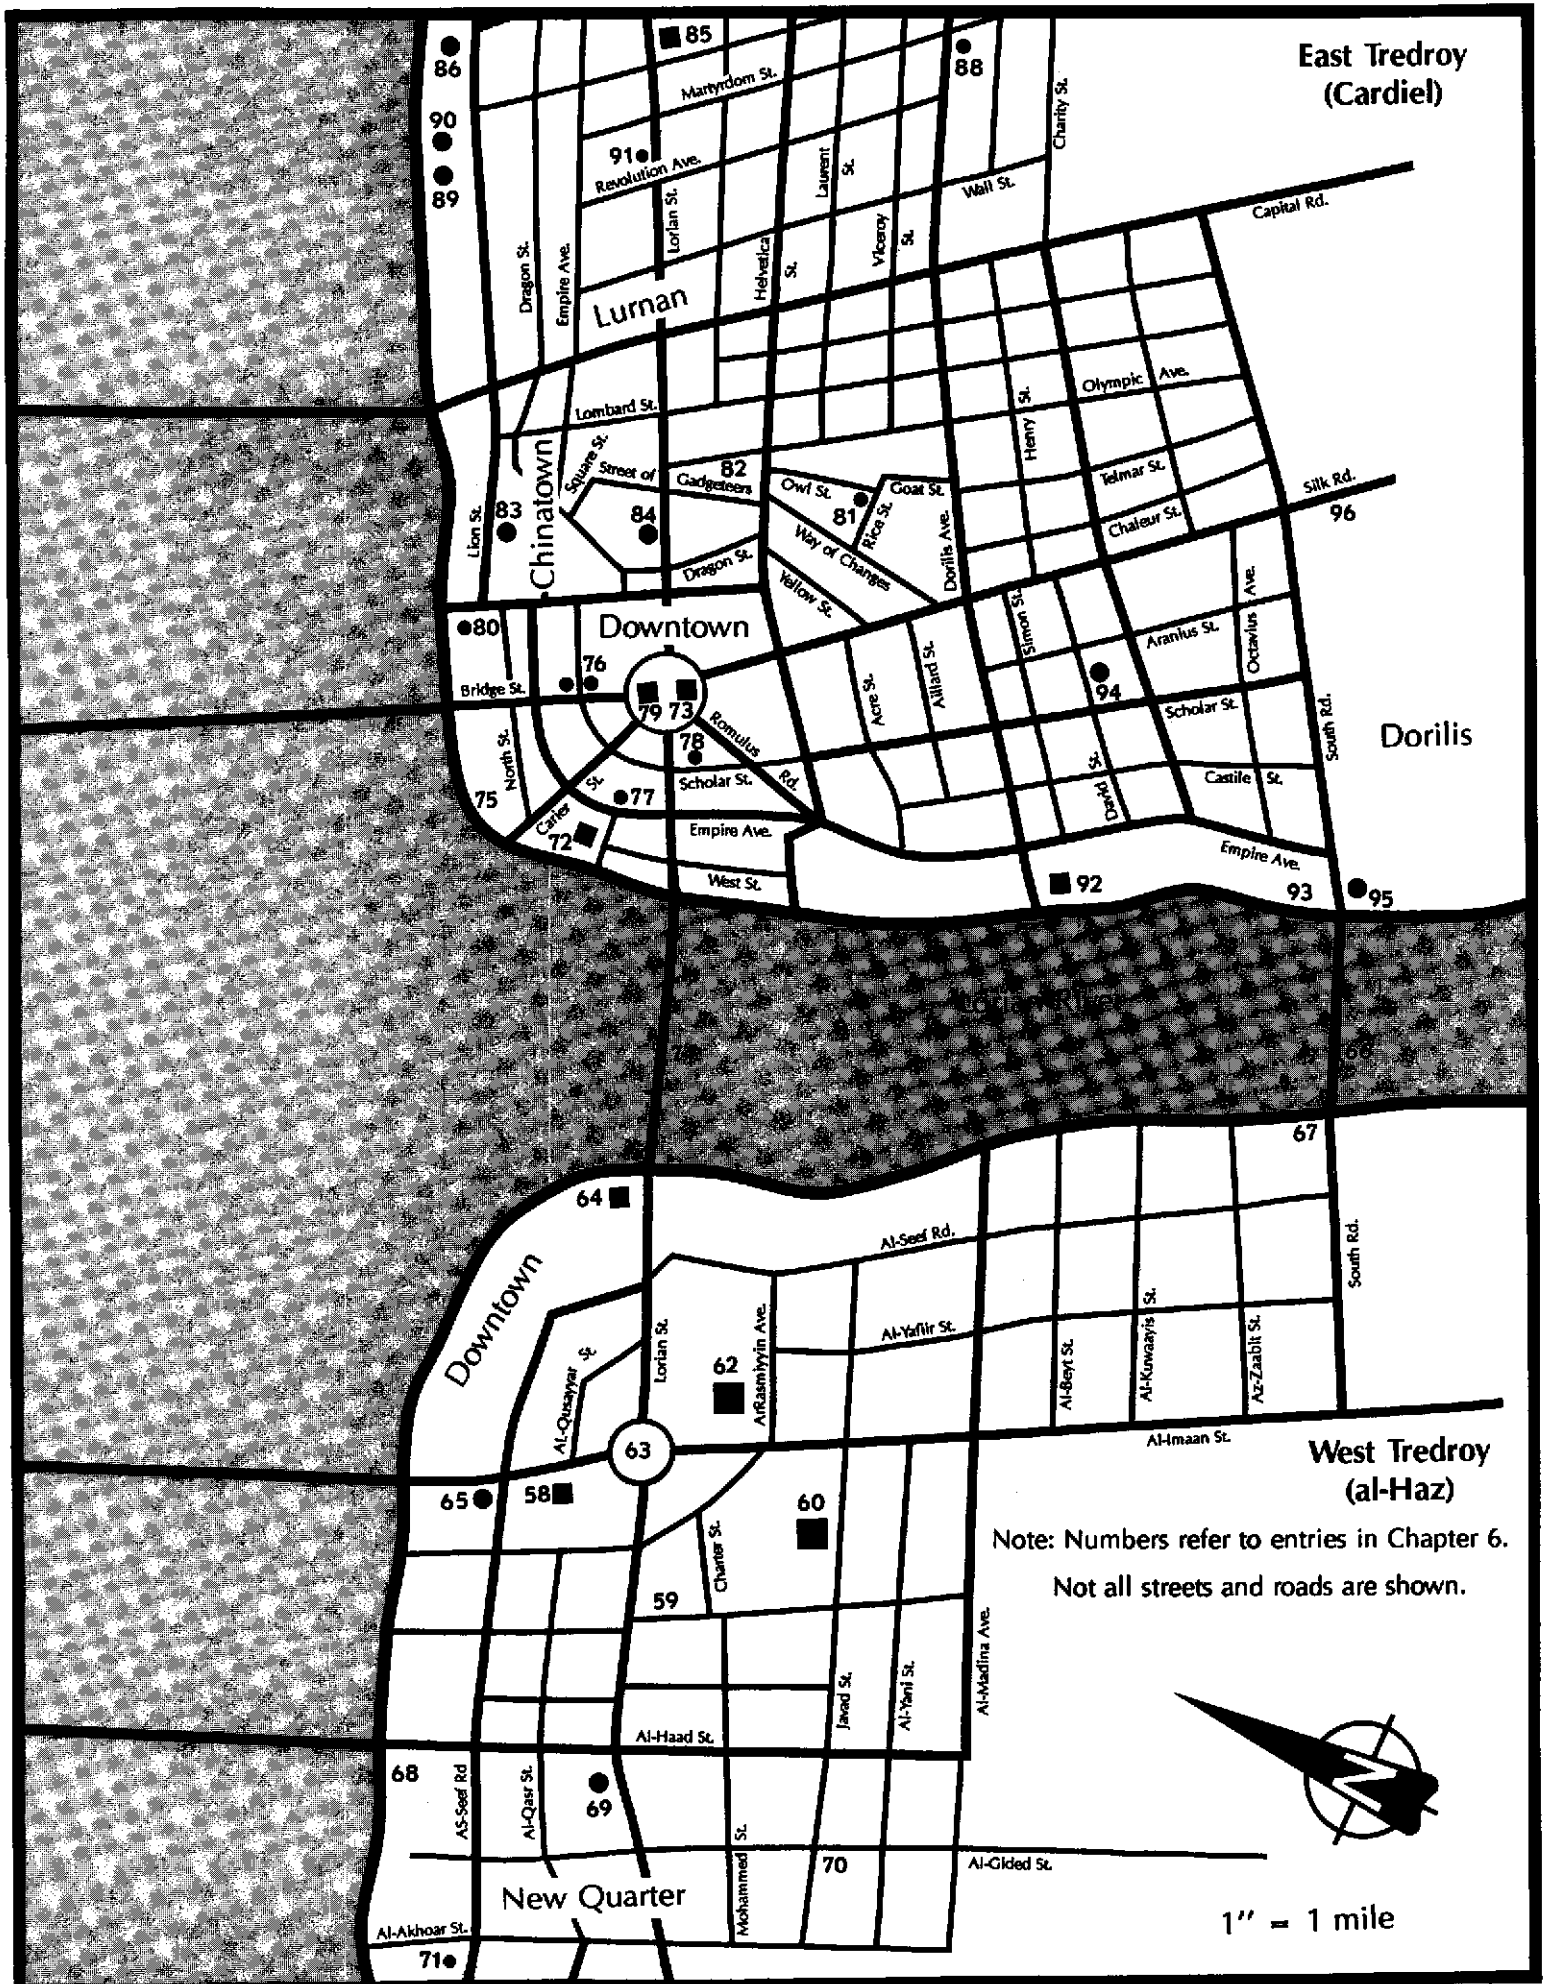 East Tredroy
(Cardiel)
85
86
88
Martyrdom St.
Charity St.
90
91
Revolution Ave.
Laurent
St.
89
Wall St.
Lorian St.
Capital Rd.
Viceroy
St.
Dragon St.
Empire Ave.
Helvetica
St.
Lurnan
Olympic Ave.
Lombard St.
Henry St.
Square St.
Street of
Gadgeteers
82
Telmar St.
Chinatown
Owl St.
Goat St.
Silk Rd.
96
83
84
81
Rice St.
Chaleur St.
Lion St.
Way of Changes
Dorilis Ave.
Dragon St.
Yellow St.
Simon St.
Octavius Ave.
80
Downtown
Aranius St.
76
Aillard St.
94
Bridge St.
79
73
Acre St.
Scholar St.
Romulus
Rd.
78
South Rd.
Dorilis
North St.
Scholar St.
Castile St.
75
St.
Carier
77
David
St.
72
Empire Ave.
Empire Ave.
West St.
92
93
95
Lorian River
66
67
64
Al-Seef Rd.
South Rd.
Downtown
Al-Yafiir St.
Lorian St.
ArRasmiyyin Ave.
Al-Beyt St.
Al-Kuwaayis St.
Az-Zaabit St.
62
AL-Qusayyar
St.
63
Al-Imaan St.
West Tredroy
(al-Haz)
65
58
60
Note: Numbers refer to entries in Chapter 6.
Not all streets and roads are shown.
Charter St.
59
Al-Madina Ave.
Javad St.
Al-Yani St.
Al-Haad St.
68
AS-Seef Rd
Al-Qasr St.
69
Mohammed St.
70
Al-Gided St.
New Quarter
Al-Akhoar St.
71
1" = 1 mile